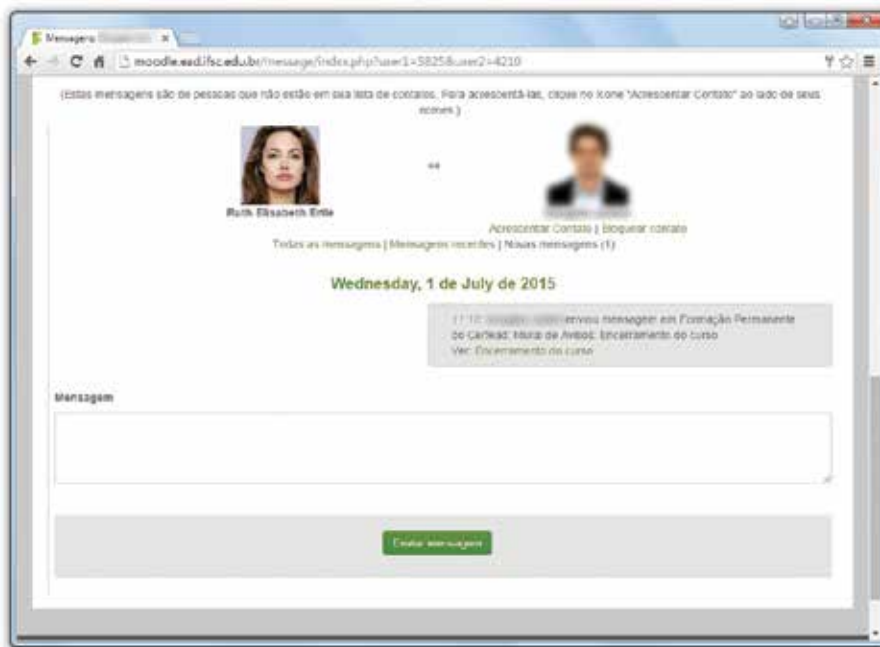 Mensagens
moodle.ead.ifsc.edu.br/message/index.php?user1=5825&user2=4210
(Estas mensagens são de pessoas que não estão em sua lista de contatos. Para acrescentá-las, clique no ícone "Acrescentar Contato" ao lado de seus
nomes.)
Ruth Elisabeth
Acrescentar Contato | Bloquear contato
Todas as mensagens | Mensagens recentes | Novas mensagens (1)
Wednesday, 1 de July de 2015
enviou mensagem em Formação Permanente
do Cerfead: Mural de Avisos: Encerramento do curso
Ver: Encerramento do curso
Mensagem
Enviar mensagem